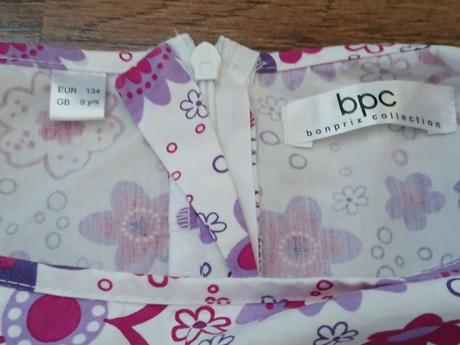 EUR 134
GB 9 yrs
bpc
bonprix collection